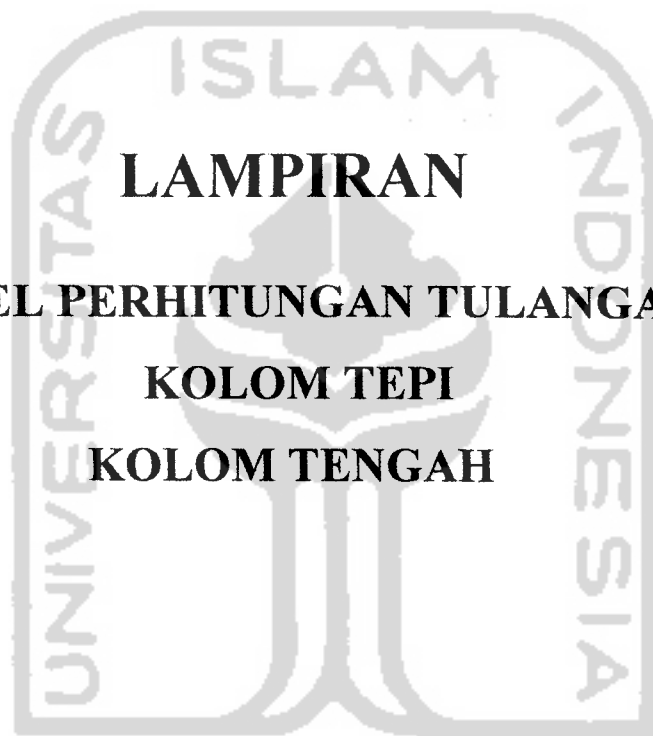 ISLAM
UNIVERSITAS
INDONESIA
LAMPIRAN
EL PERHITUNGAN TULANGA
KOLOM TEPI
KOLOM TENGAH